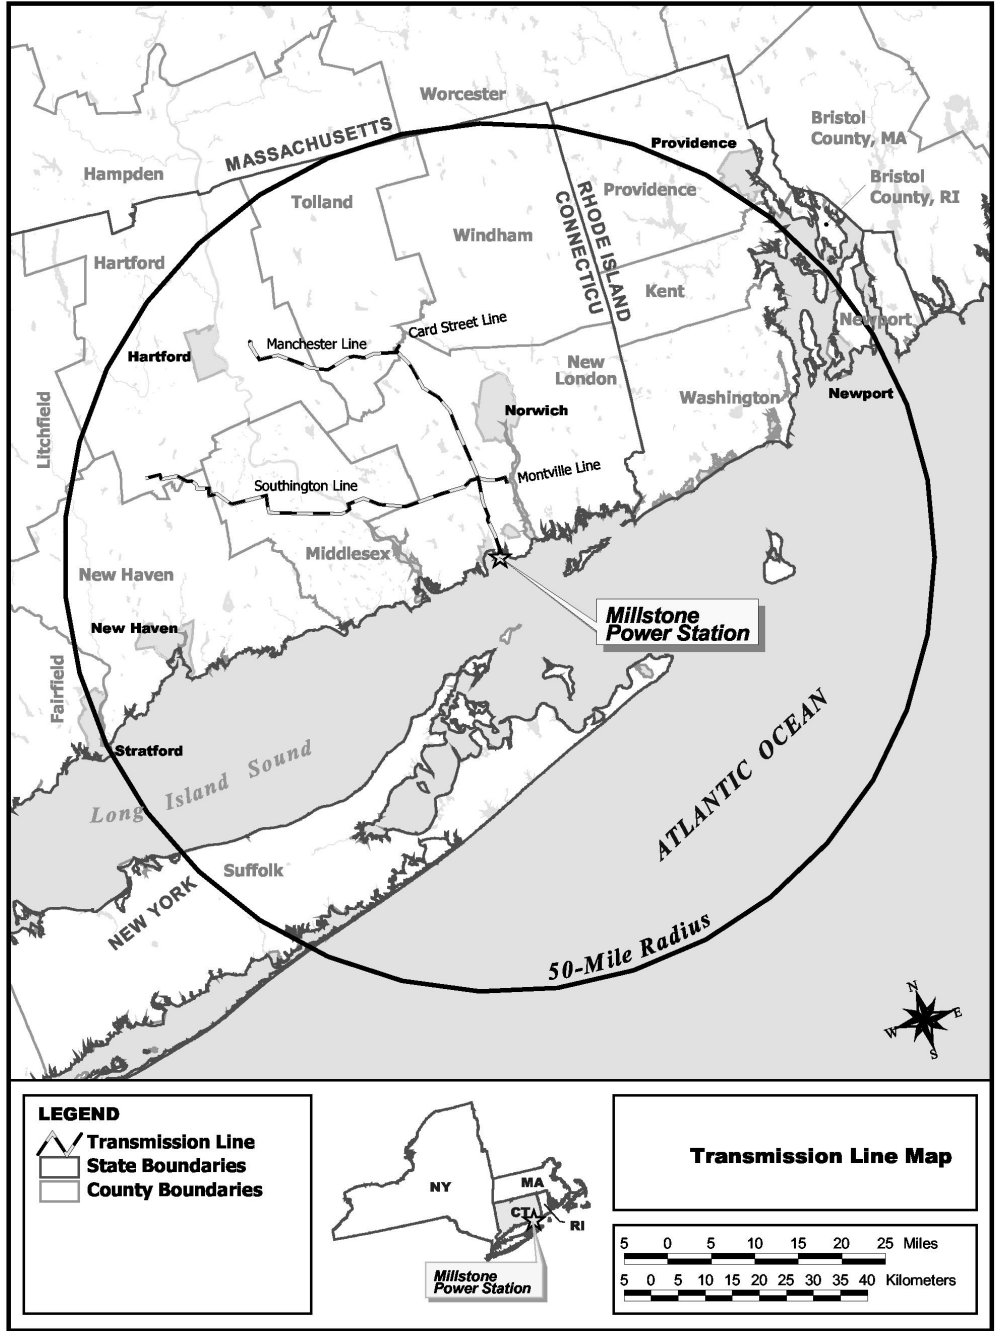 Worcester
MASSACHUSETTS
Bristol
County, MA
Providence
Hampden
Bristol
County, RI
Tolland
Providence
RHODE ISLAND
CONNECTICU
Windham
Hartford
Kent
Newport
Card Street Line
Manchester Line
Hartford
New
London
Newport
Washington
Norwich
Litchfield
Montville Line
Southington Line
Middlesex
New Haven
Millstone
Power Station
New Haven
Fairfield
Stratford
Long Island Sound
ATLANTIC OCEAN
Suffolk
NEW YORK
50-Mile Radius
N
E
W
S
LEGEND
Transmission Line
State Boundaries
County Boundaries
NY
MA
CT
RI
Millstone
Power Station
Transmission Line Map
5 0 5 10 15 20 25 Miles
5 0 5 10 15 20 25 30 35 40 Kilometers